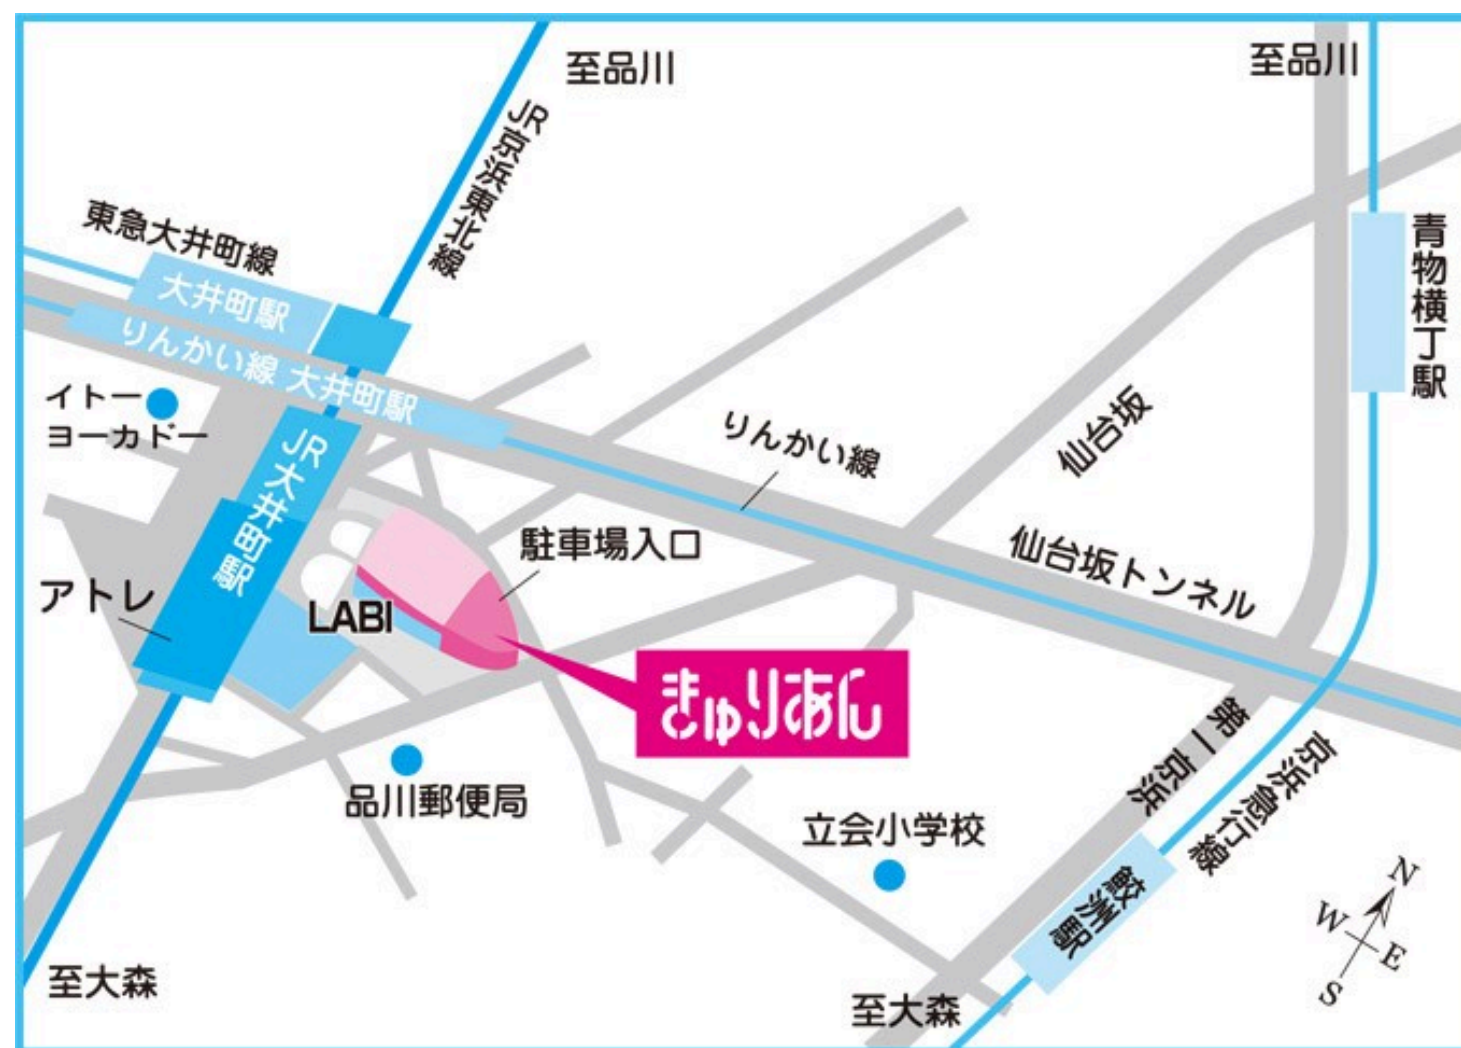 至品川
至品川
JR京浜東北線
東急大井町線
大井町駅
りんかい線 大井町駅
青物横丁駅
イトー
ヨーカドー
JR大井町駅
りんかい線
仙台坂
駐車場入口
仙台坂トンネル
アトレ
LABI
きゅりあん
第一京浜
京浜急行線
品川郵便局
立会小学校
鮫洲駅
至大森
至大森
N
W
E
S